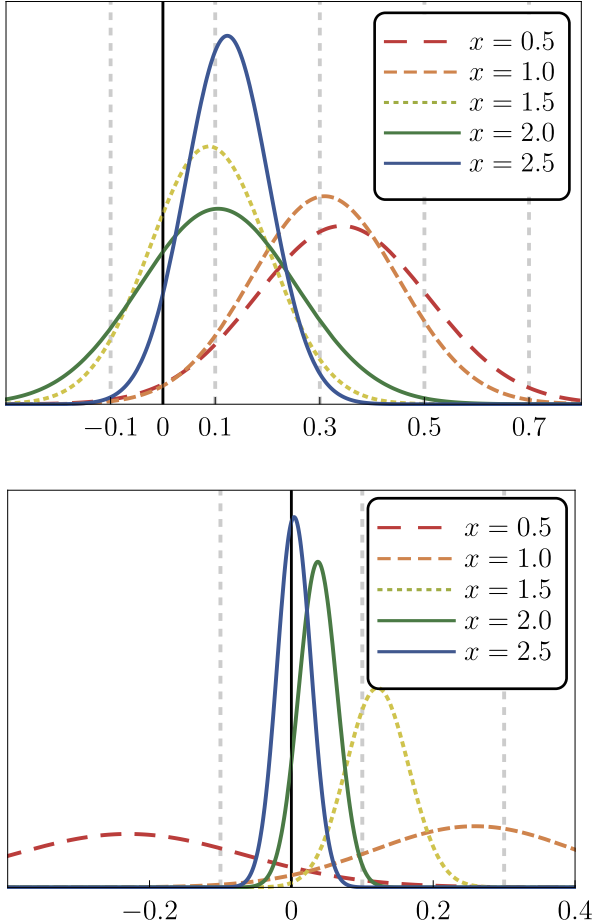 x = 0.5
x = 1.0
x = 1.5
x = 2.0
x = 2.5
−0.1 0 0.1 0.3 0.5 0.7
x = 0.5
x = 1.0
x = 1.5
x = 2.0
x = 2.5
−0.2 0 0.2 0.4